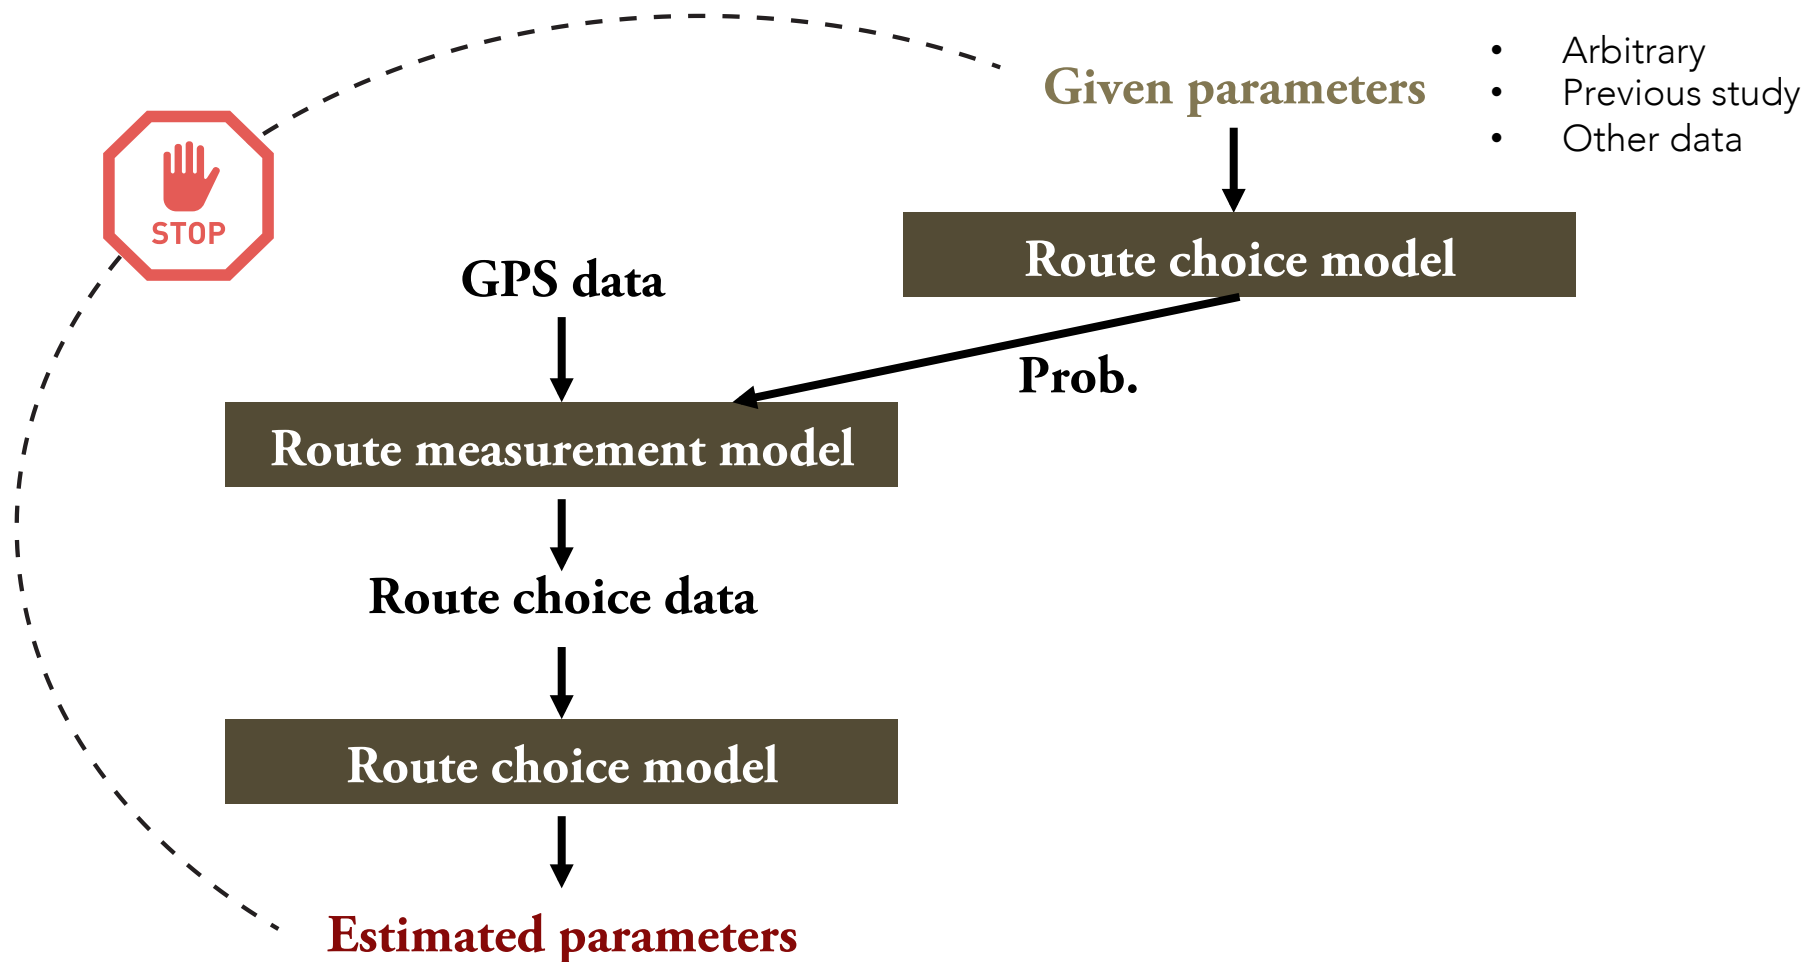 Given parameters
• Arbitrary
• Previous study
• Other data
STOP
Route choice model
GPS data
Prob.
Route measurement model
Route choice data
Route choice model
Estimated parameters